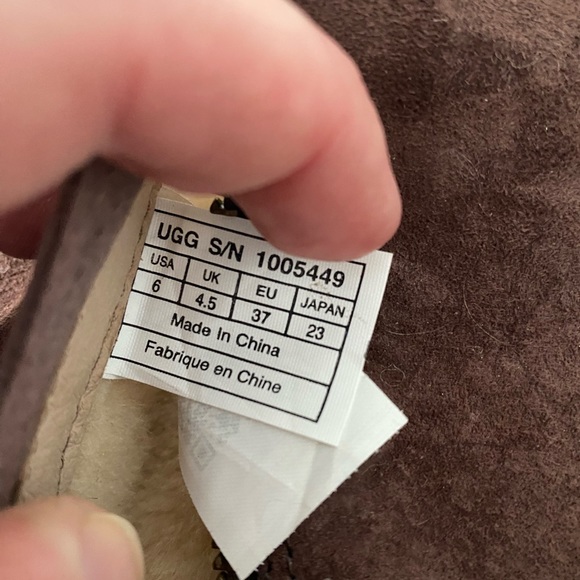 UGG S/N 1005449
USA UK EU JAPAN
6 4.5 37 23
Made In China
Fabrique en Chine